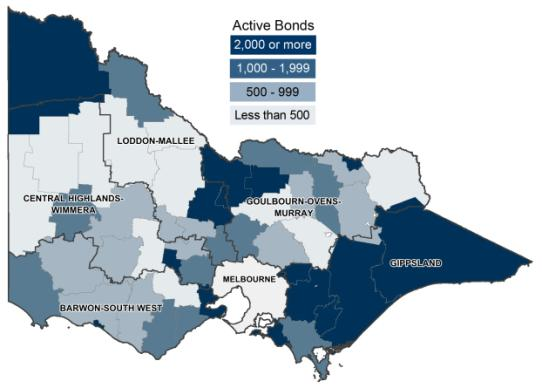 Active Bonds
2,000 or more
1,000 - 1,999
500 - 999
Less than 500
LODDON-MALLEE
CENTRAL HIGHLANDS-
WIMMERA
GOULBOURN-OVENS-
MURRAY
GIPPSLAND
MELBOURNE
BARWON-SOUTH WEST